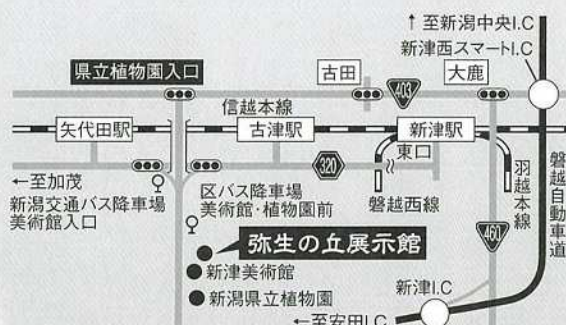 ↑至新潟中央I.C
新津西スマートI.C
県立植物園入口
古田
大鹿
403
信越本線
矢代田駅
古津駅
新津駅
東口
320
←至加茂
新潟交通バス降車場
美術館入口
区バス降車場
美術館・植物園前
磐越西線
羽越本線
磐越自動車道
460
弥生の丘展示館
新津美術館
新潟県立植物園
新津I.C
←至安田I.C